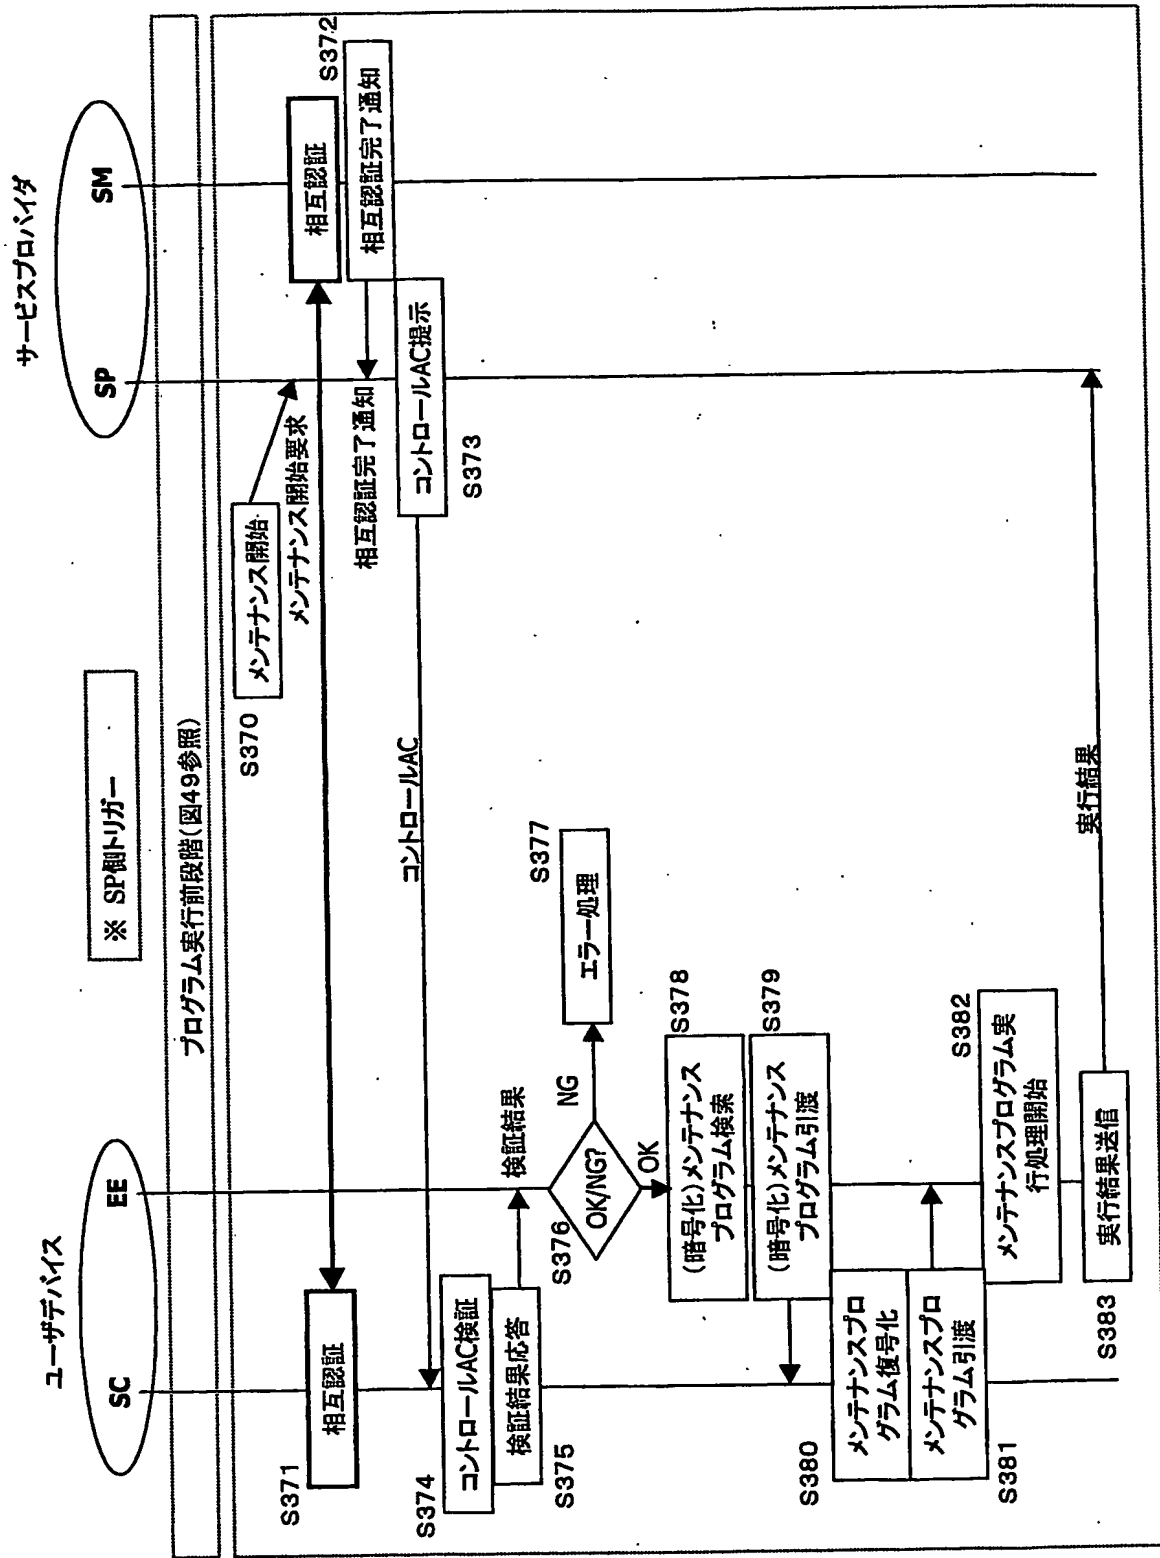 ※ SP側トリガー
ユーザデバイス
サービスプロバイダ
SC
EE
SP
SM
プログラム実行前段階(図49参照)
S370
メンテナンス開始
メンテナンス開始要求
S371
相互認証
相互認証
S372
相互認証完了通知
相互認証完了通知
コントロールAC提示
S373
コントロールAC
S374
コントロールAC検証
検証結果応答
S375
検証結果
S376
OK/NG?
NG
OK
エラー処理
S377
(暗号化)メンテナンス
プログラム検索
S378
(暗号化)メンテナンス
プログラム引渡
S379
S380
メンテナンスプロ
グラム復号化
メンテナンスプロ
グラム引渡
S381
S382
メンテナンスプログラム実
行処理開始
実行結果送信
S383
実行結果